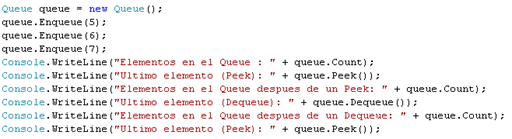 Queue queue = new Queue();
queue.Enqueue(5);
queue.Enqueue(6);
queue.Enqueue(7);
Console.WriteLine("Elementos en el Queue : " + queue.Count);
Console.WriteLine("Ultimo elemento (Peek): " + queue.Peek());
Console.WriteLine("Elementos en el Queue despues de un Peek: " + queue.Count);
Console.WriteLine("Ultimo elemento (Dequeue): " + queue.Dequeue());
Console.WriteLine("Elementos en el Queue despues de un Dequeue: " + queue.Count);
Console.WriteLine("Ultimo elemento (Peek): " + queue.Peek());